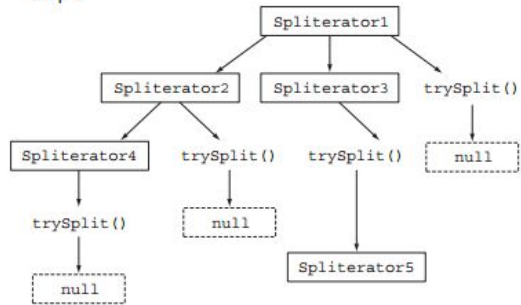 Spliterator1
Spliterator2
Spliterator3
trySplit()
Spliterator4
trySplit()
trySplit()
null
trySplit()
null
Spliterator5
null